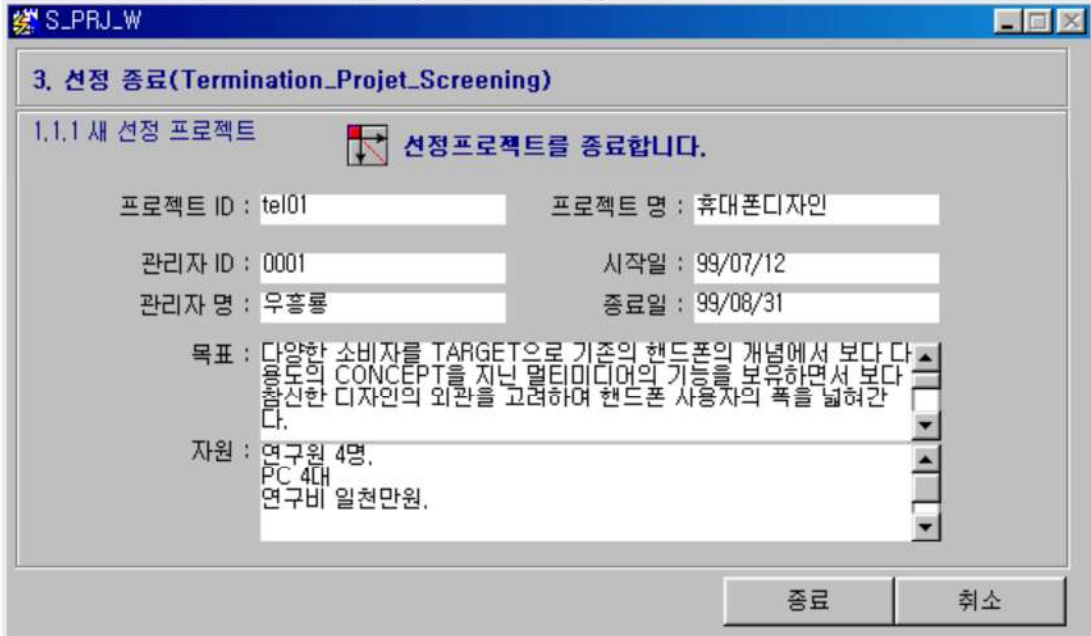 S_PRJ_W
3. 선정 종료(Termination_Projet_Screening)
1.1.1 새 선정 프로젝트
선정프로젝트를 종료합니다.
프로젝트 ID : tel01 프로젝트 명 : 휴대폰디자인
관리자 ID : 0001 시작일 : 99/07/12
관리자 명 : 우흥룡 종료일 : 99/08/31
목표 : 다양한 소비자를 TARGET으로 기존의 핸드폰의 개념에서 보다 다
용도의 CONCEPT을 지닌 멀티미디어의 기능을 보유하면서 보다
참신한 디자인의 외관을 고려하며 핸드폰 사용자의 폭을 넓혀간
다.
자원 : 연구원 4명,
PC 4대
연구비 일천만원.
종료 취소